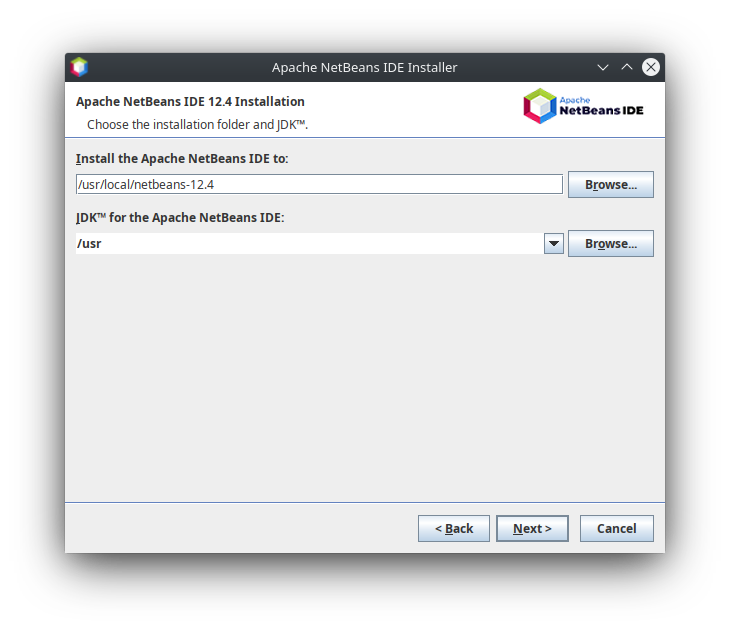 Apache NetBeans IDE Installer
Apache NetBeans IDE 12.4 Installation
Choose the installation folder and JDK™.
Apache
NetBeans IDE
Install the Apache NetBeans IDE to:
/usr/local/netbeans-12.4
Browse...
JDK™ for the Apache NetBeans IDE:
/usr
Browse...
< Back
Next >
Cancel